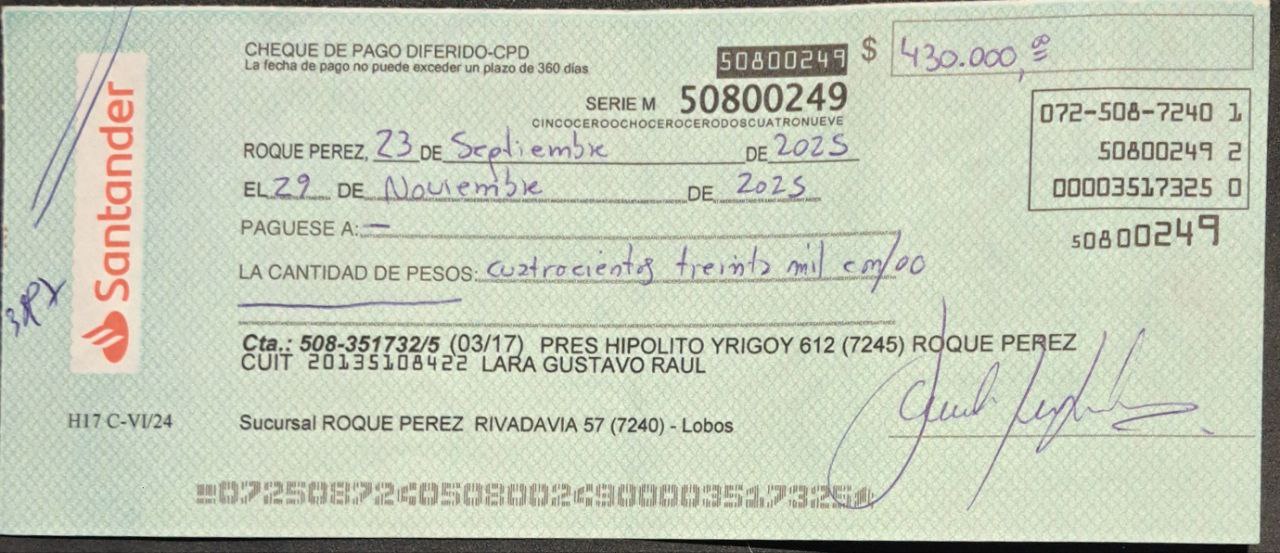 CHEQUE DE PAGO DIFERIDO-CPD
La fecha de pago no puede exceder un plazo de 360 días
50800249 $ 430.000,00
SERIE M 50800249
CINCOCEROOCHOCEROCERODOSCUATRONUEVE
072-508-7240 1
50800249 2
00003517325 0
50800249
ROQUE PEREZ, 23 DE Septiembre DE 2025
EL 29 DE Noviembre DE 2025
PAGUESE A: —
LA CANTIDAD DE PESOS: cuatrocientos treinta mil con/00
Santander
Cta.: 508-351732/5 (03/17) PRES HIPOLITO YRIGOY 612 (7245) ROQUE PEREZ
CUIT 20135108422 LARA GUSTAVO RAUL
H17 C-VI/24
Sucursal ROQUE PEREZ RIVADAVIA 57 (7240) - Lobos